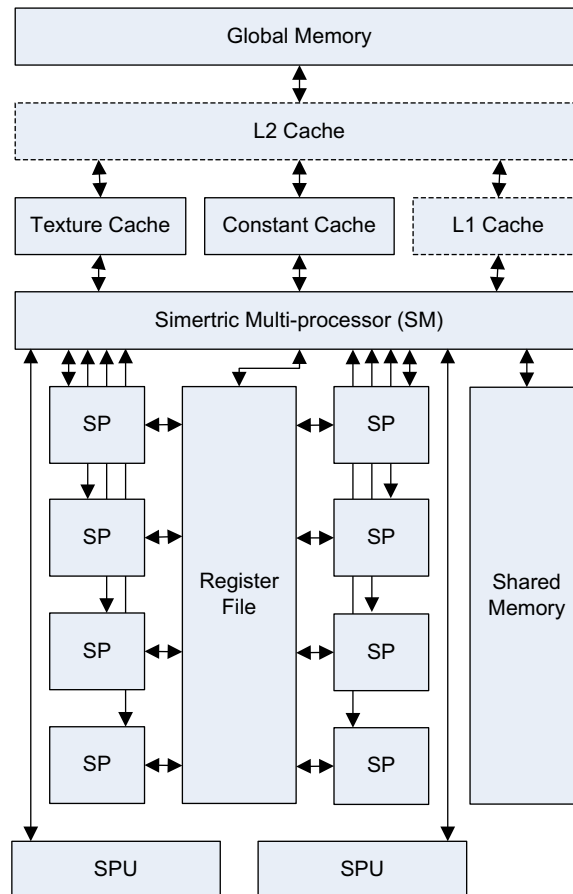 Global Memory
L2 Cache
Texture Cache
Constant Cache
L1 Cache
Simertric Multi-processor (SM)
SP
SP
SP
SP
Register
File
Shared
Memory
SP
SP
SP
SP
SPU
SPU